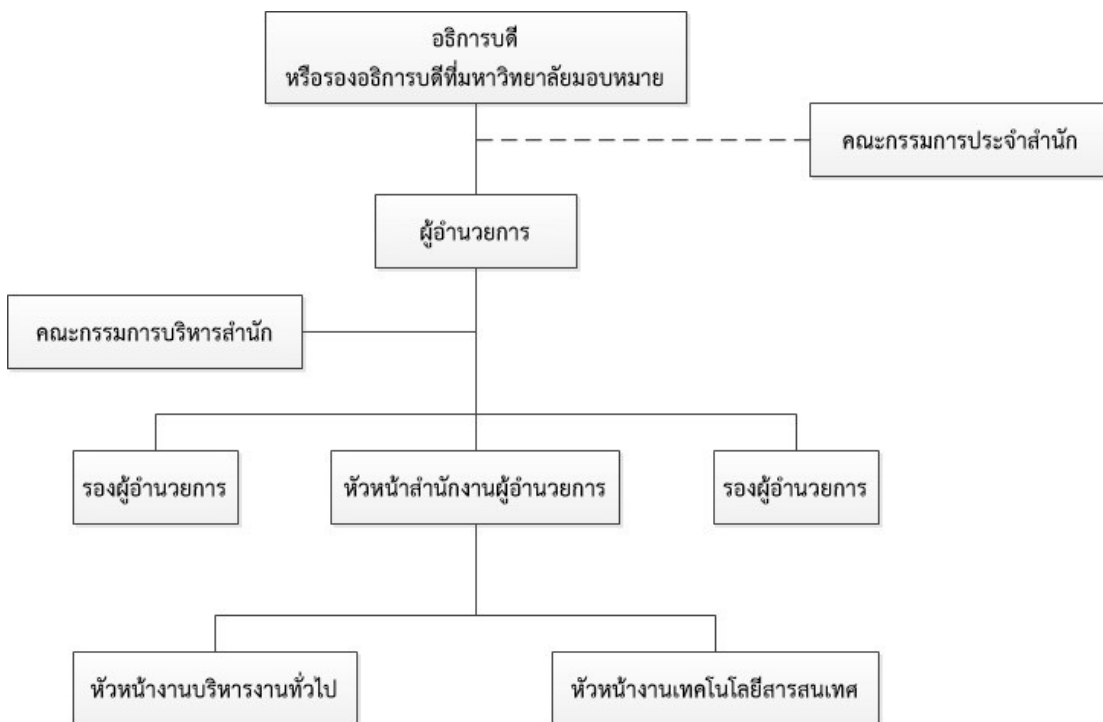 อธิการบดี
หรือรองอธิการบดีที่มหาวิทยาลัยมอบหมาย
คณะกรรมการประจำสำนัก
ผู้อำนวยการ
คณะกรรมการบริหารสำนัก
รองผู้อำนวยการ
หัวหน้าสำนักงานผู้อำนวยการ
รองผู้อำนวยการ
หัวหน้างานบริหารงานทั่วไป
หัวหน้างานเทคโนโลยีสารสนเทศ